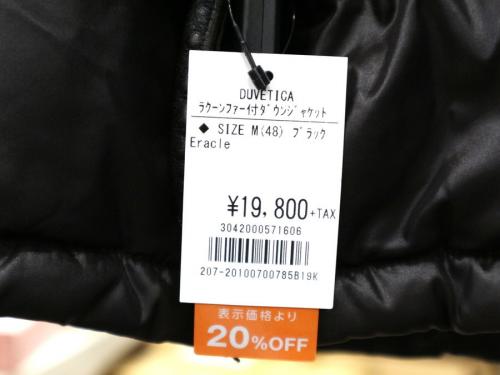 DUVETICA
ラクーンファー付ダウンジャケット
◆ SIZE M(48) ブラック
Eracle
¥19,800+TAX
3042000571606
207-20100700785B19K
表示価格より
20%OFF